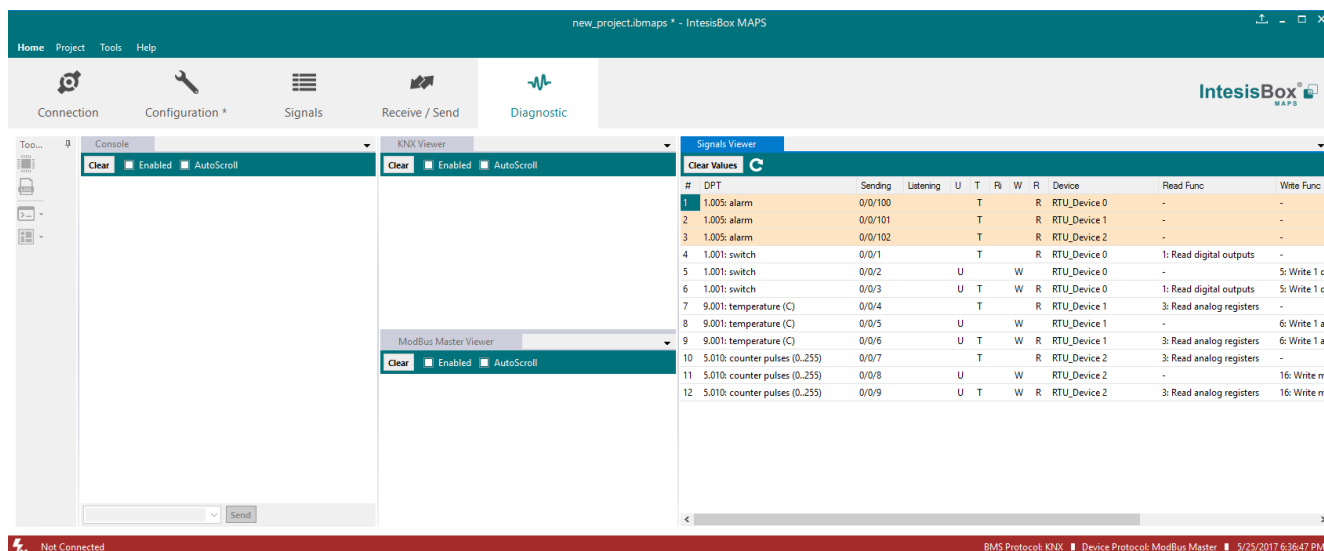 new_project.ibmaps * - IntesisBox MAPS
Home Project Tools Help
Connection Configuration * Signals Receive / Send Diagnostic
IntesisBox®
MAPS
Too...
Console
Clear Enabled AutoScroll
Send
KNX Viewer
Clear Enabled AutoScroll
ModBus Master Viewer
Clear Enabled AutoScroll
Signals Viewer
Clear Values
# DPT Sending Listening U T Ri W R Device Read Func Write Func
1 1.005: alarm 0/0/100 T R RTU_Device 0 - -
2 1.005: alarm 0/0/101 T R RTU_Device 1 - -
3 1.005: alarm 0/0/102 T R RTU_Device 2 - -
4 1.001: switch 0/0/1 T R RTU_Device 0 1: Read digital outputs -
5 1.001: switch 0/0/2 U W RTU_Device 0 - 5: Write 1
6 1.001: switch 0/0/3 U T W R RTU_Device 0 1: Read digital outputs 5: Write 1
7 9.001: temperature (C) 0/0/4 T R RTU_Device 1 3: Read analog registers -
8 9.001: temperature (C) 0/0/5 U W RTU_Device 1 - 6: Write 1 a
9 9.001: temperature (C) 0/0/6 U T W R RTU_Device 1 3: Read analog registers 6: Write 1 a
10 5.010: counter pulses (0..255) 0/0/7 T R RTU_Device 2 3: Read analog registers -
11 5.010: counter pulses (0..255) 0/0/8 U W RTU_Device 2 - 16: Write m
12 5.010: counter pulses (0..255) 0/0/9 U T W R RTU_Device 2 3: Read analog registers 16: Write m
Not Connected
BMS Protocol: KNX Device Protocol: ModBus Master 5/25/2017 6:36:47 PM